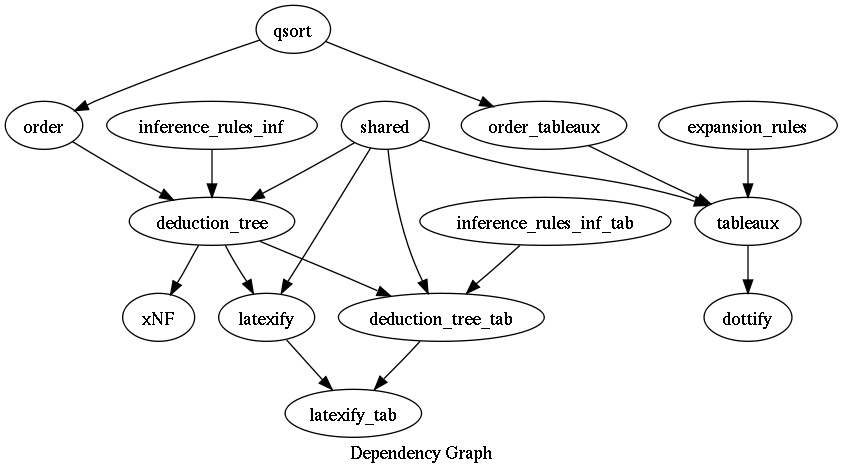 qsort
order
inference_rules_inf
shared
order_tableaux
expansion_rules
deduction_tree
inference_rules_inf_tab
tableaux
xNF
latexify
deduction_tree_tab
dottify
latexify_tab
Dependency Graph